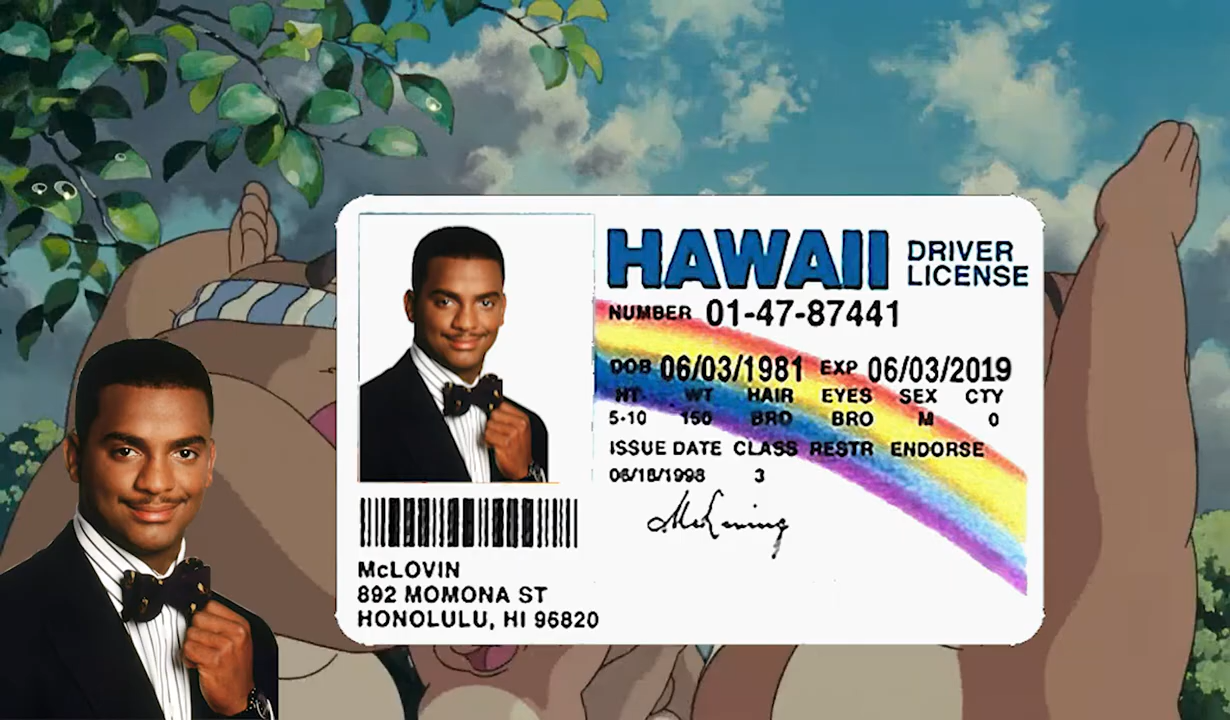 HAWAII DRIVER
LICENSE
NUMBER 01-47-87441
DOB 06/03/1981 EXP 06/03/2019
HT WT HAIR EYES SEX CTY
5-10 150 BRO BRO M 0
ISSUE DATE CLASS RESTR ENDORSE
06/18/1998 3
McLOVIN
892 MOMONA ST
HONOLULU, HI 96820